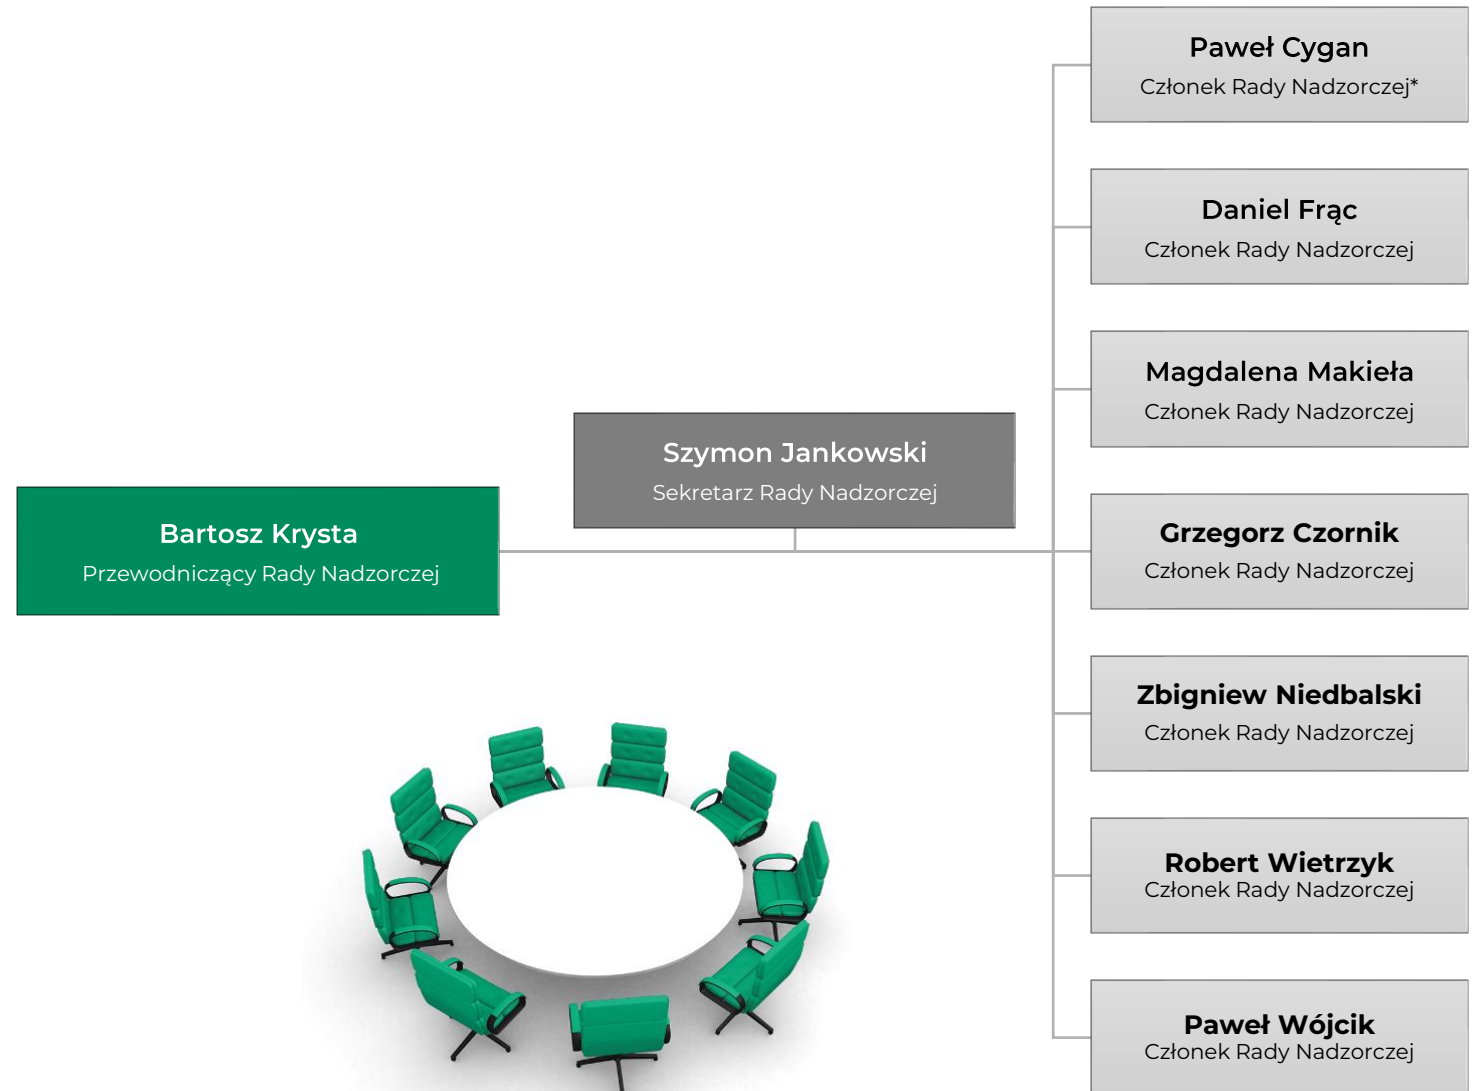 Bartosz Krysta
Przewodniczący Rady Nadzorczej
Szymon Jankowski
Sekretarz Rady Nadzorczej
Paweł Cygan
Członek Rady Nadzorczej*
Daniel Frąc
Członek Rady Nadzorczej
Magdalena Makieła
Członek Rady Nadzorczej
Grzegorz Czornik
Członek Rady Nadzorczej
Zbigniew Niedbalski
Członek Rady Nadzorczej
Robert Wietrzyk
Członek Rady Nadzorczej
Paweł Wójcik
Członek Rady Nadzorczej